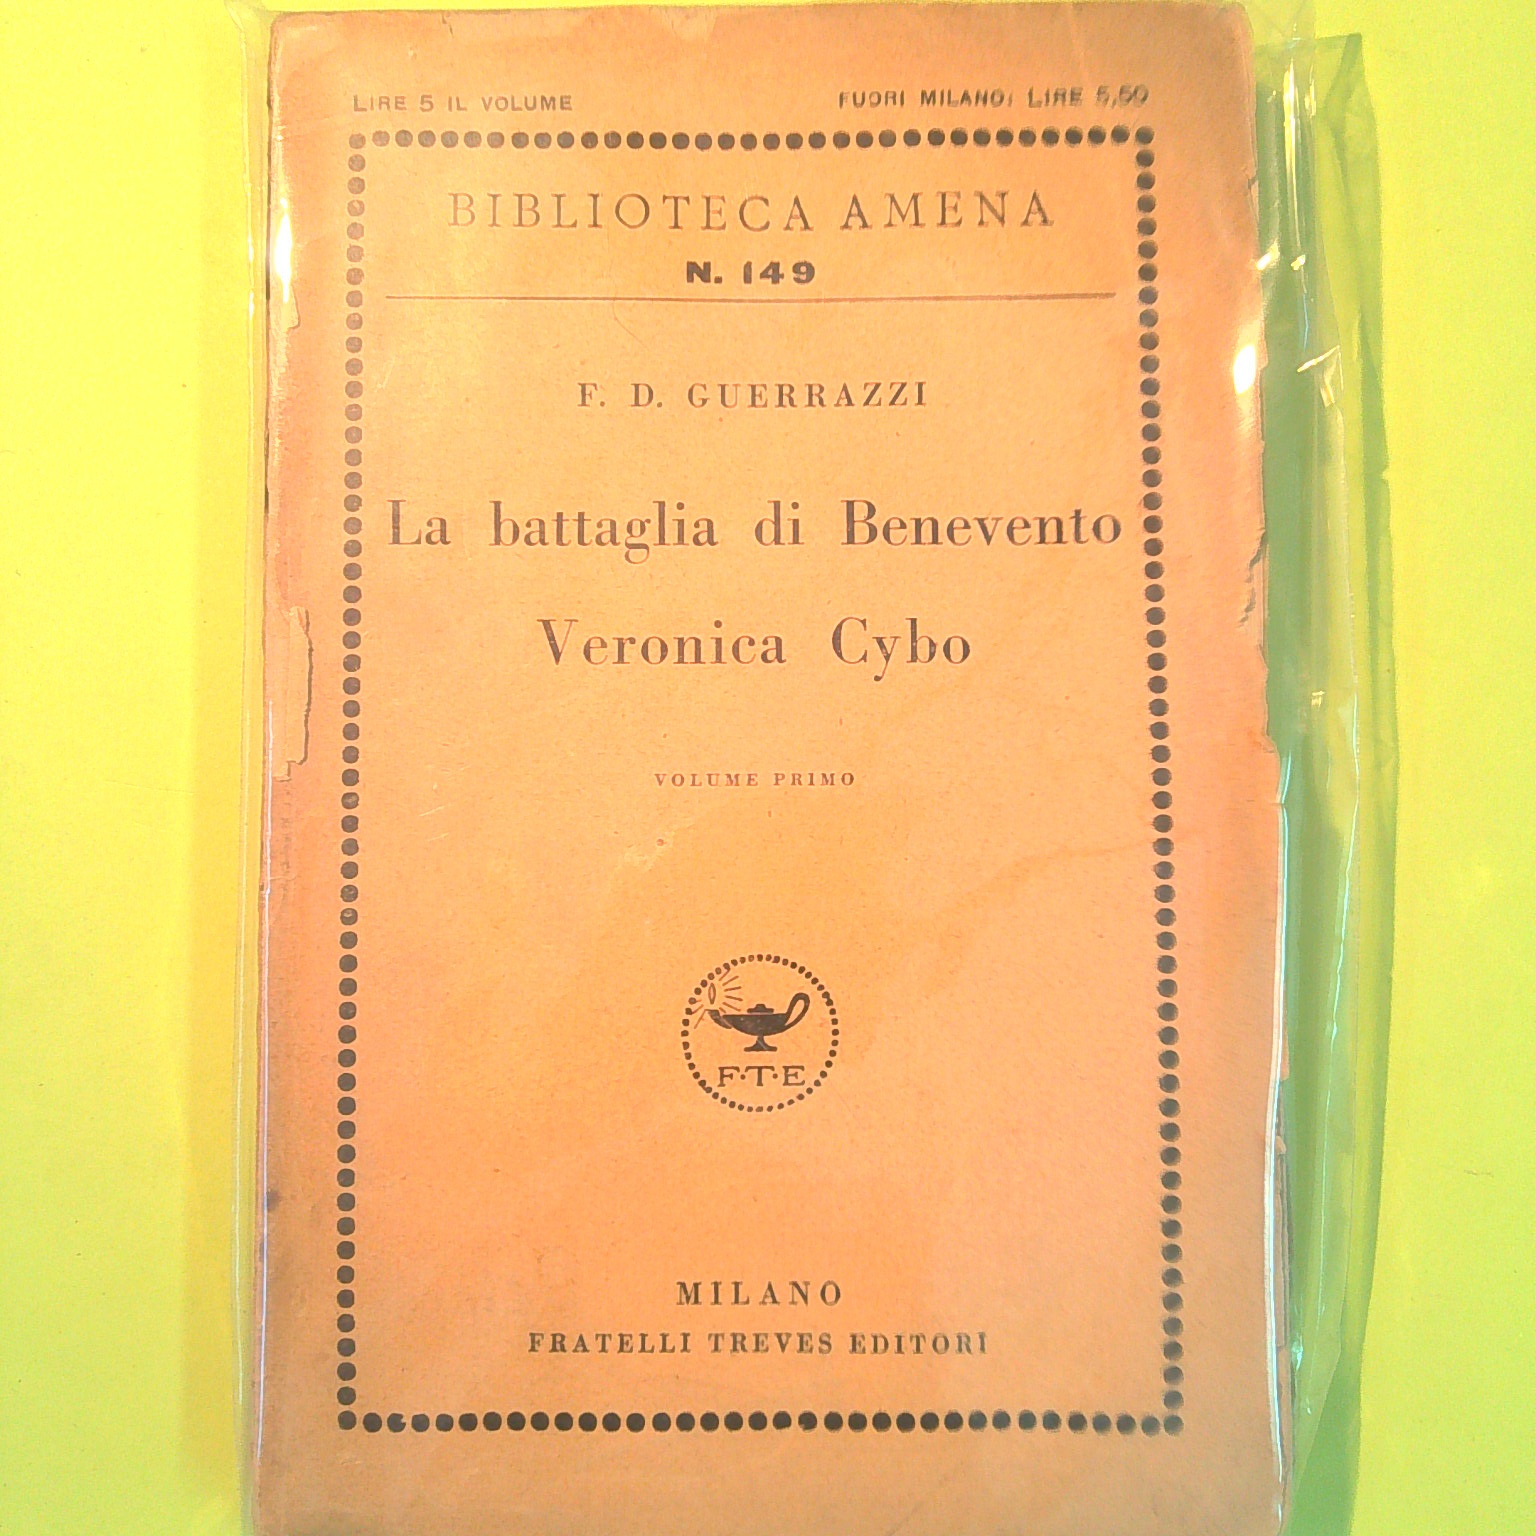 LIRE 5 IL VOLUME FUORI MILANO: LIRE 5,50
BIBLIOTECA AMENA
N. 149
F. D. GUERRAZZI
La battaglia di Benevento
Veronica Cybo
VOLUME PRIMO
F·T·E
MILANO
FRATELLI TREVES EDITORI